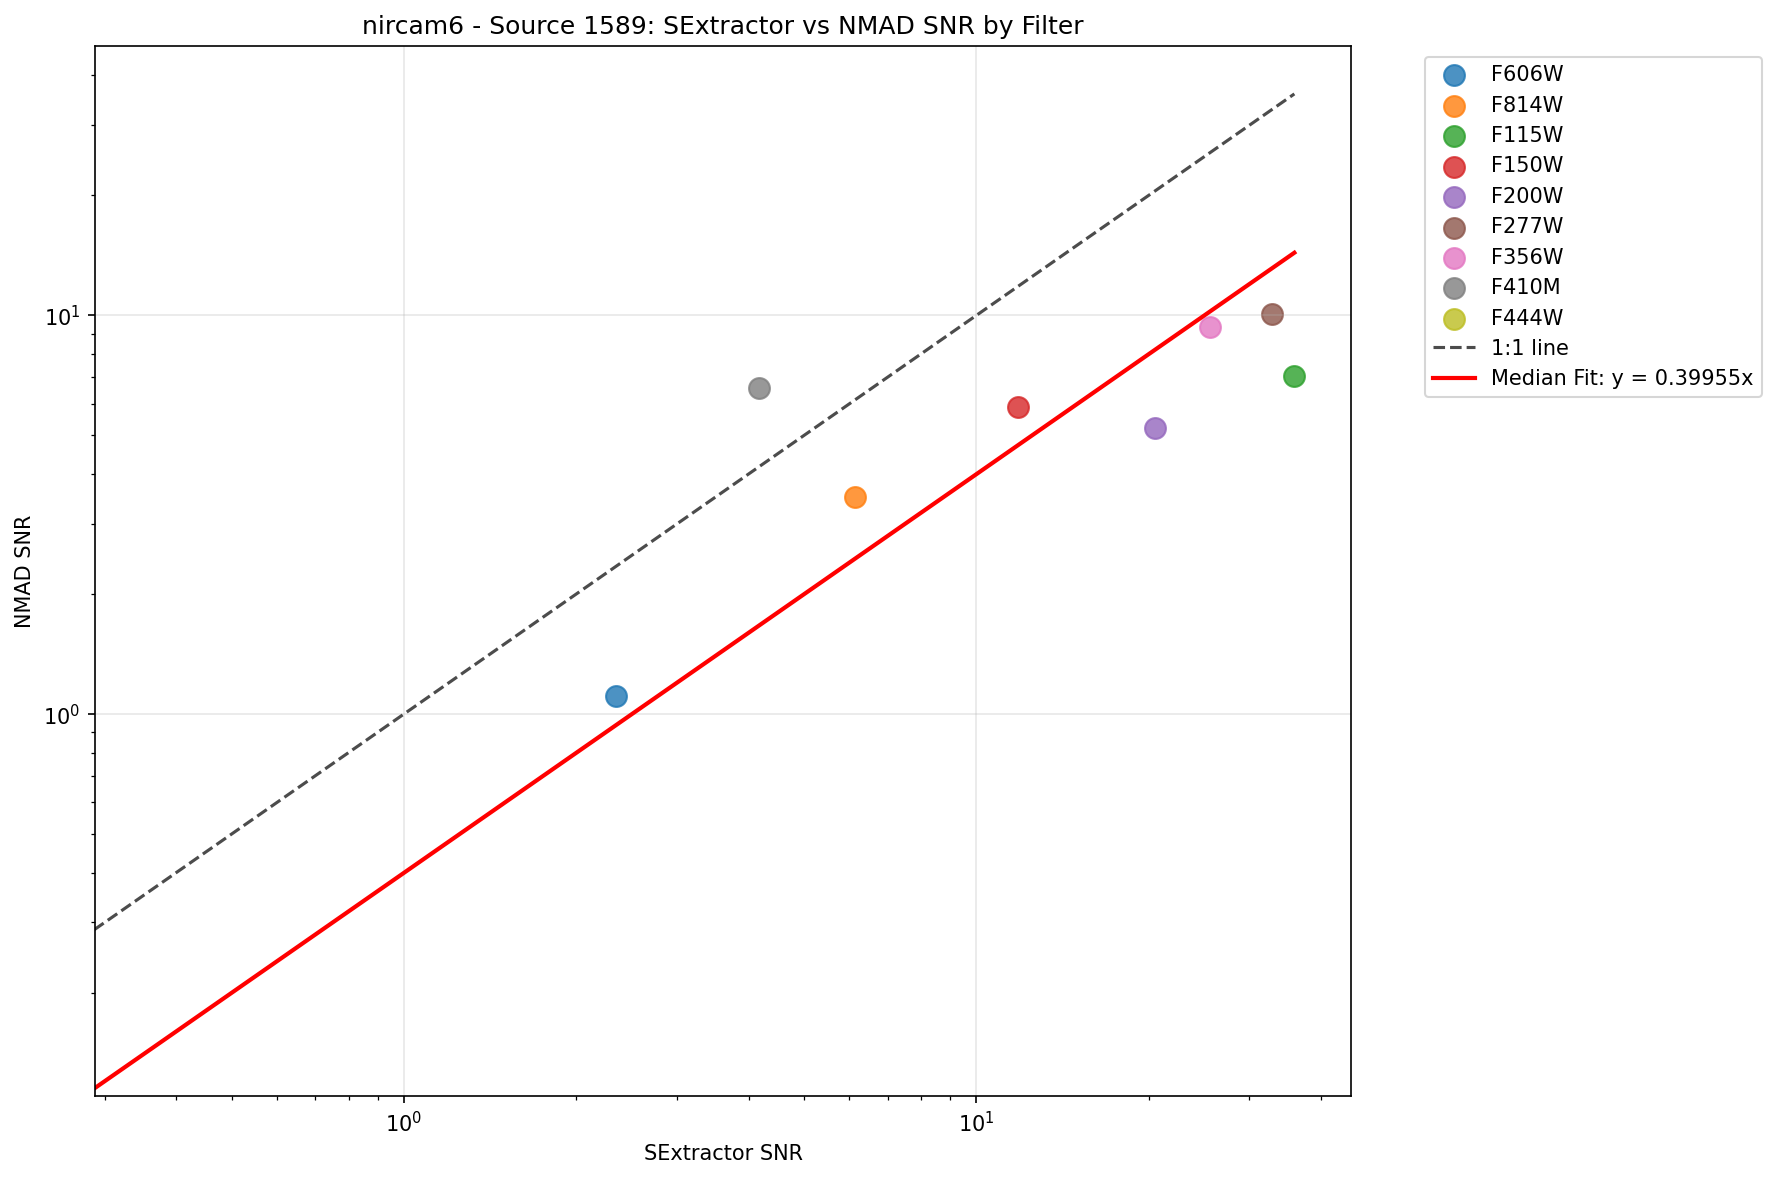 nircam6 - Source 1589: SExtractor vs NMAD SNR by Filter
F606W
F814W
F115W
F150W
F200W
F277W
F356W
F410M
F444W
1:1 line
Median Fit: y = 0.39955x
NMAD SNR
10¹
10⁰
10⁰
10¹
SExtractor SNR